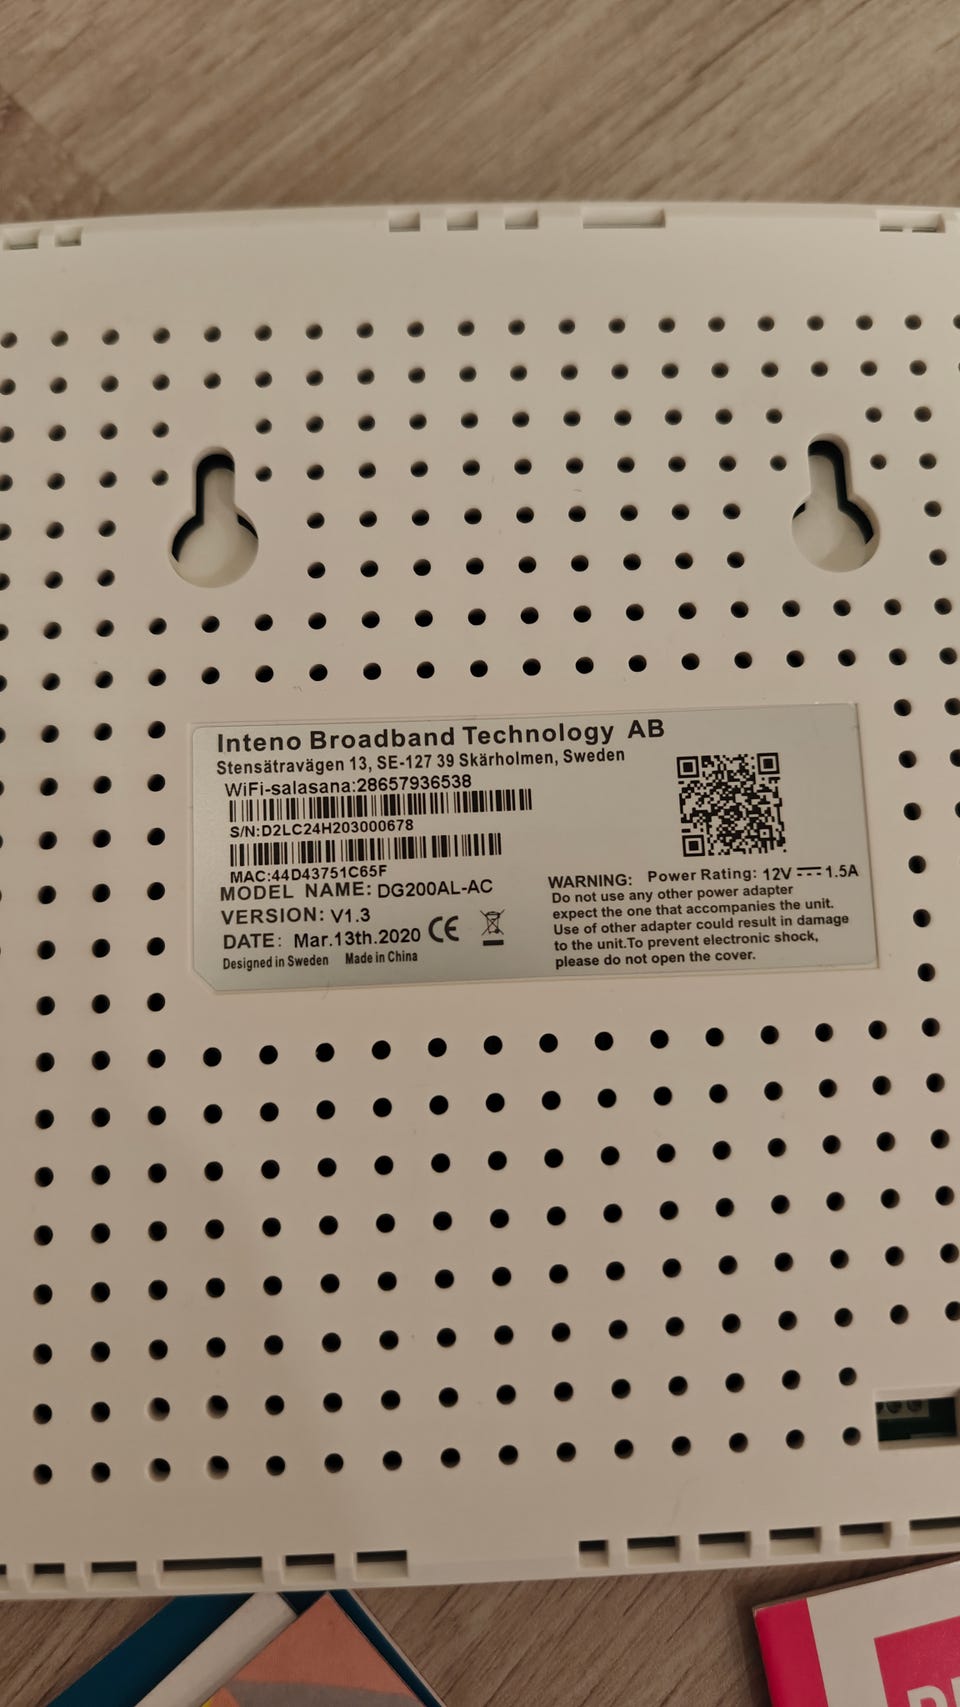 Inteno Broadband Technology AB
Stensätravägen 13, SE-127 39 Skärholmen, Sweden
WiFi-salasana:28657936538
S/N:D2LC24H203000678
MAC:44D43751C65F
MODEL NAME: DG200AL-AC
VERSION: V1.3
DATE: Mar.13th.2020 CE
Designed in Sweden Made in China
WARNING: Power Rating: 12V 1.5A
Do not use any other power adapter
expect the one that accompanies the unit.
Use of other adapter could result in damage
to the unit.To prevent electronic shock,
please do not open the cover.